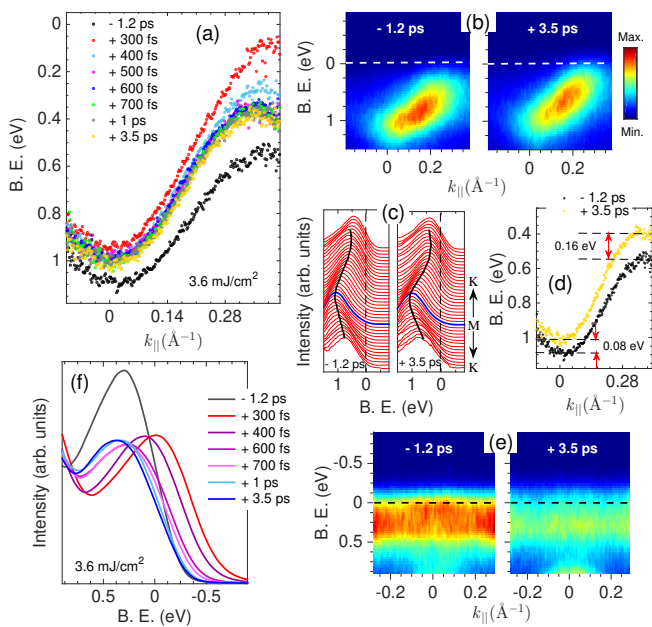 (a)
- 1.2 ps
+ 300 fs
+ 400 fs
+ 500 fs
+ 600 fs
+ 700 fs
+ 1 ps
+ 3.5 ps
3.6 mJ/cm²
B. E. (eV)
0
0.2
0.4
0.6
0.8
1
0
0.14
0.28
k||(Å⁻¹)
(b)
- 1.2 ps
+ 3.5 ps
Max.
Min.
B. E. (eV)
0
1
0
0.2
0
0.2
k||(Å⁻¹)
(c)
Intensity (arb. units)
- 1.2 ps
+ 3.5 ps
K
M
K
1
0
1
0
B. E. (eV)
- 1.2 ps
+ 3.5 ps
(d)
0.16 eV
0.08 eV
B. E. (eV)
0.4
0.6
0.5
1
0
0.28
k||(Å⁻¹)
(f)
- 1.2 ps
+ 300 fs
+ 400 fs
+ 600 fs
+ 700 fs
+ 1 ps
+ 3.5 ps
3.6 mJ/cm²
Intensity (arb. units)
0.5
0
-0.5
B. E. (eV)
(e)
- 1.2 ps
+ 3.5 ps
B. E. (eV)
-0.5
0
0.5
-0.2
0
0.2
-0.2
0
0.2
k||(Å⁻¹)